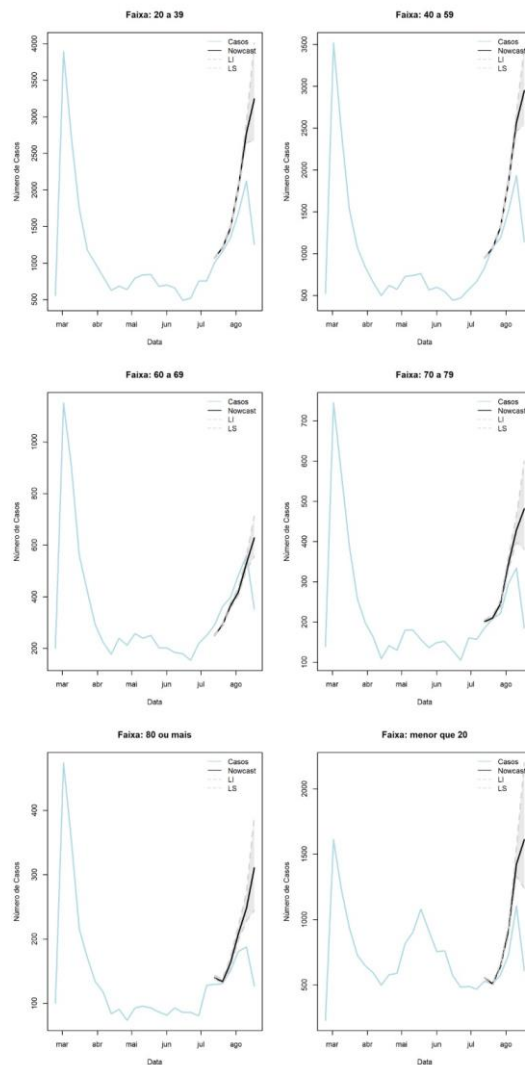 Faixa: 20 a 39
Casos
Nowcast
LI
LS
Número de Casos
4000
3500
3000
2500
2000
1500
1000
500
mar abr mai jun jul ago
Data
Faixa: 40 a 59
Casos
Nowcast
LI
LS
Número de Casos
3500
3000
2500
2000
1500
1000
500
mar abr mai jun jul ago
Data
Faixa: 60 a 69
Casos
Nowcast
LI
LS
Número de Casos
1000
800
600
400
200
mar abr mai jun jul ago
Data
Faixa: 70 a 79
Casos
Nowcast
LI
LS
Número de Casos
700
600
500
400
300
200
100
mar abr mai jun jul ago
Data
Faixa: 80 ou mais
Casos
Nowcast
LI
LS
Número de Casos
400
300
200
100
mar abr mai jun jul ago
Data
Faixa: menor que 20
Casos
Nowcast
LI
LS
Número de Casos
2000
1500
1000
500
mar abr mai jun jul ago
Data